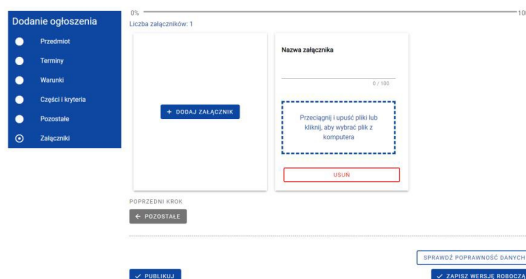 Dodanie ogłoszenia
Przedmiot
Terminy
Warunki
Części i kryteria
Pozostałe
Załączniki
0%
100
Liczba załączników: 1
+ DODAJ ZAŁĄCZNIK
Nazwa załącznika
0 / 100
Przeciągnij i upuść pliki lub
kliknij, aby wybrać plik z
komputera
USUŃ
POPRZEDNI KROK
← POZOSTAŁE
SPRAWDŹ POPRAWNOŚĆ DANYCH
PUBLIKUJ
ZAPISZ WERSJĘ ROBOCZĄ